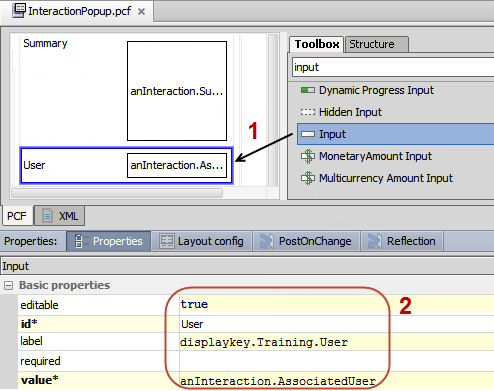 InteractionPopup.pcf ×
Summary
anInteraction.Su...
User
anInteraction.As...
1
Toolbox Structure
input
Dynamic Progress Input
Hidden Input
Input
MonetaryAmount Input
Multicurrency Amount Input
PCF XML
Properties: Properties Layout config PostOnChange Reflection
Input
Basic properties
editable true
2
id* User
label displaykey.Training.User
required
value* anInteraction.AssociatedUser